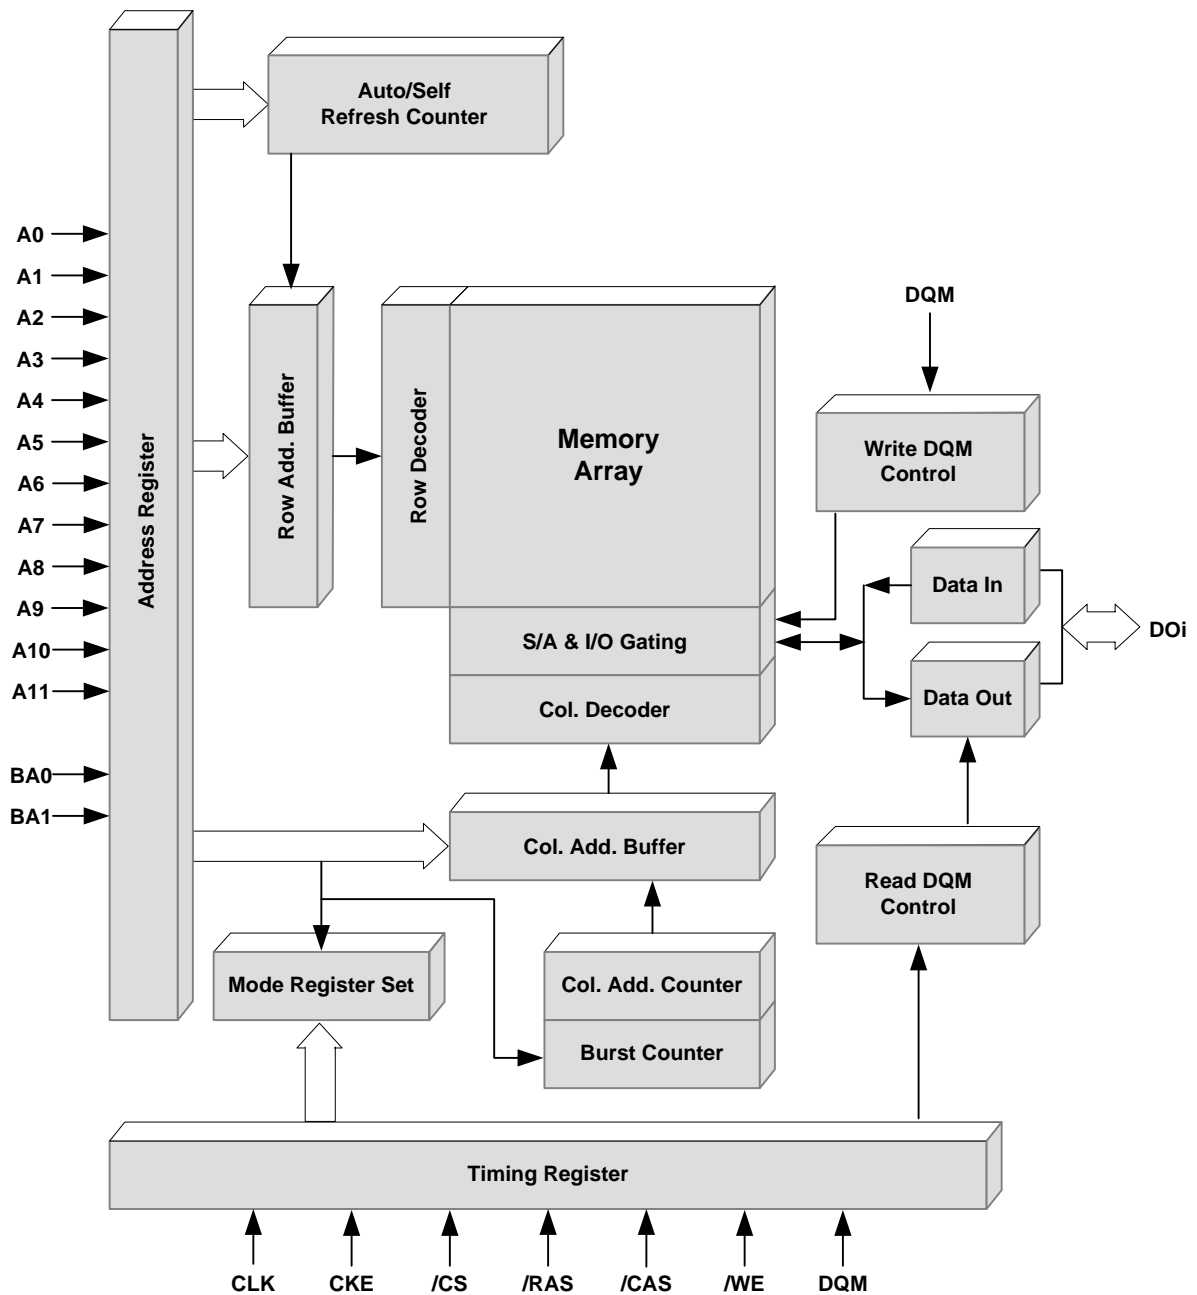 Auto/Self
Refresh Counter
A0
A1
A2
A3
A4
A5
A6
A7
A8
A9
A10
A11
BA0
BA1
Address Register
Row Add. Buffer
Row Decoder
Memory
Array
S/A & I/O Gating
Col. Decoder
DQM
Write DQM
Control
Data In
Data Out
DOi
Col. Add. Buffer
Read DQM
Control
Mode Register Set
Col. Add. Counter
Burst Counter
Timing Register
CLK
CKE
/CS
/RAS
/CAS
/WE
DQM